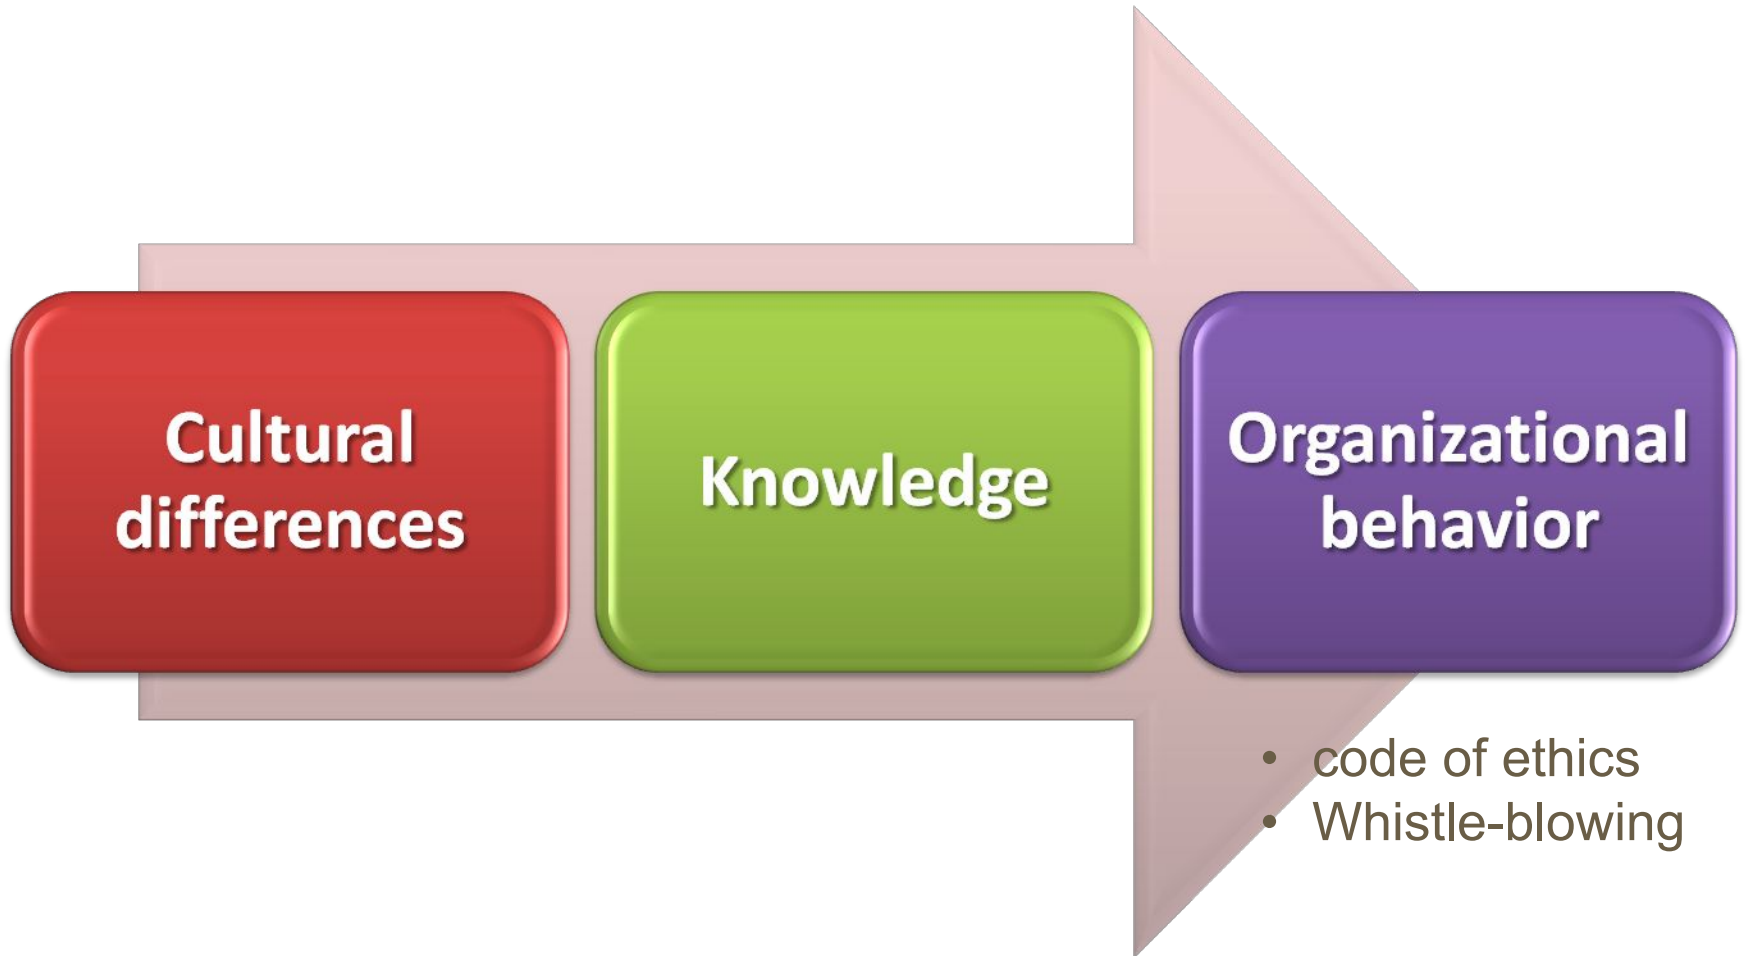 Cultural
differences
Knowledge
Organizational
behavior
• code of ethics
• Whistle-blowing